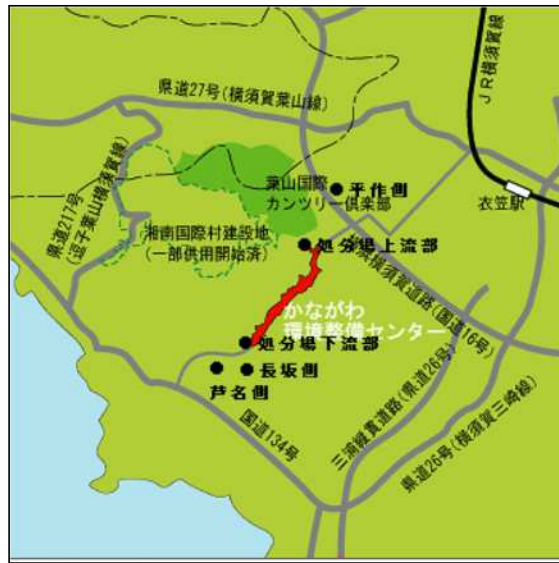 県道27号(横須賀葉山線)
JR横須賀線
県道217号
(逗子葉山横須賀線)
葉山国際
カンツリー倶楽部
平作側
衣笠駅
湘南国際村建設地
(一部供用開始済)
処分場上流部
横浜横須賀道路(国道16号)
かながわ
環境整備センター
処分場下流部
長坂側
芦名側
国道134号
三浦縦貫道路(県道26号)
県道26号(横須賀三崎線)